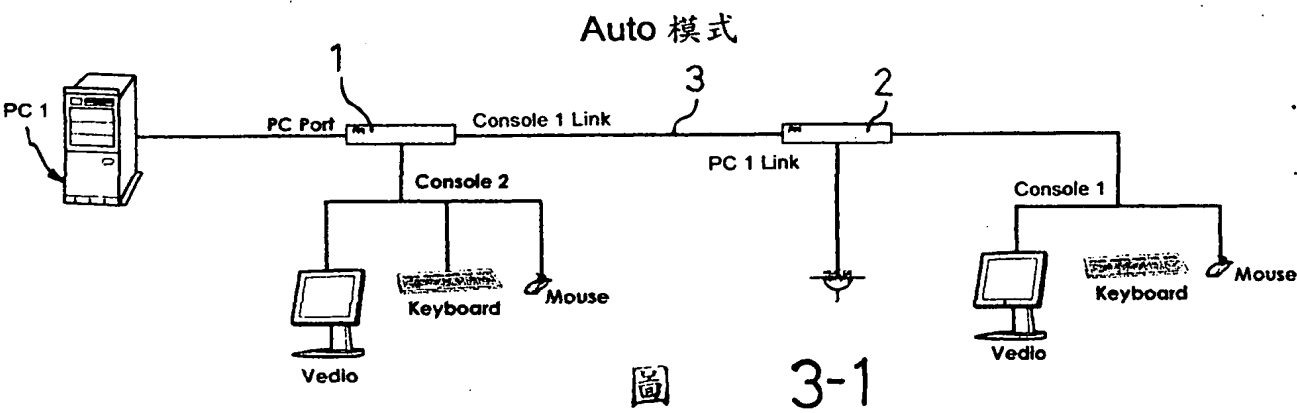 Auto 模式
1
3
2
PC 1
PC Port
Console 1 Link
PC 1 Link
Console 2
Console 1
Keyboard
Mouse
Vedio
Keyboard
Mouse
Vedio
圖 3-1